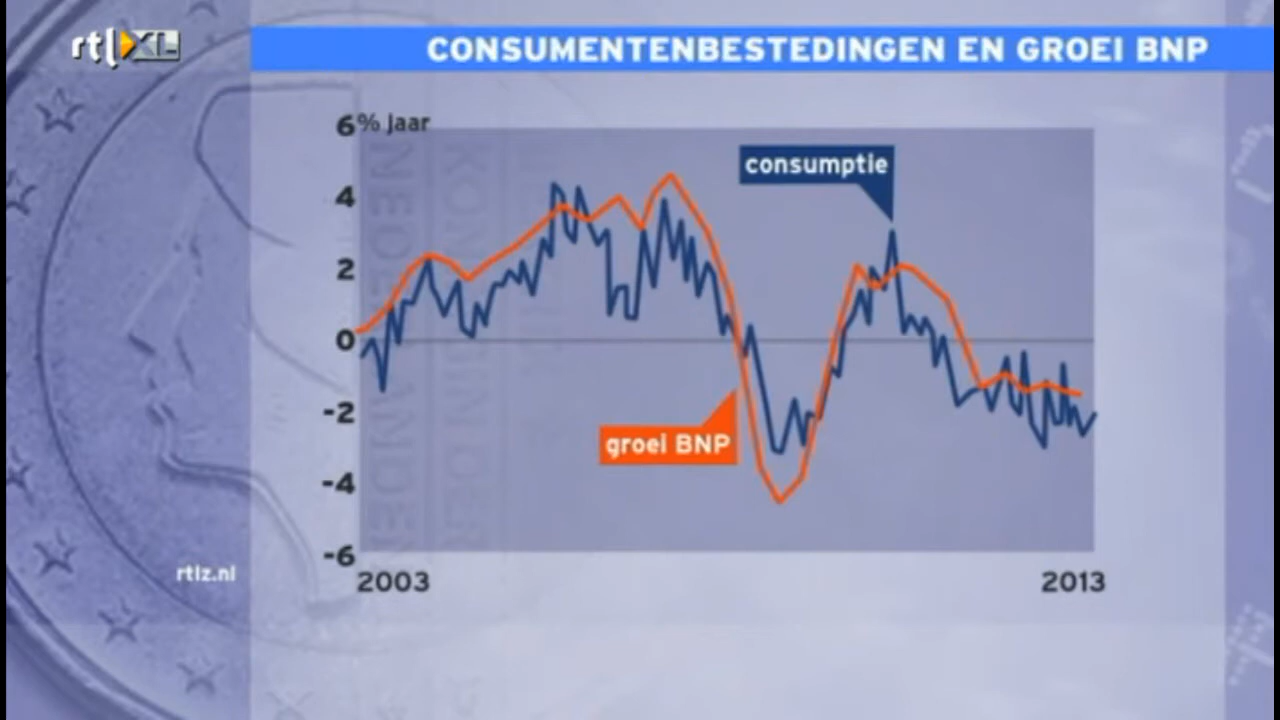 rtl XL
CONSUMENTENBESTEDINGEN EN GROEI BNP
6% jaar
consumptie
4
2
0
-2
groei BNP
-4
-6
rtlz.nl
2003
2013